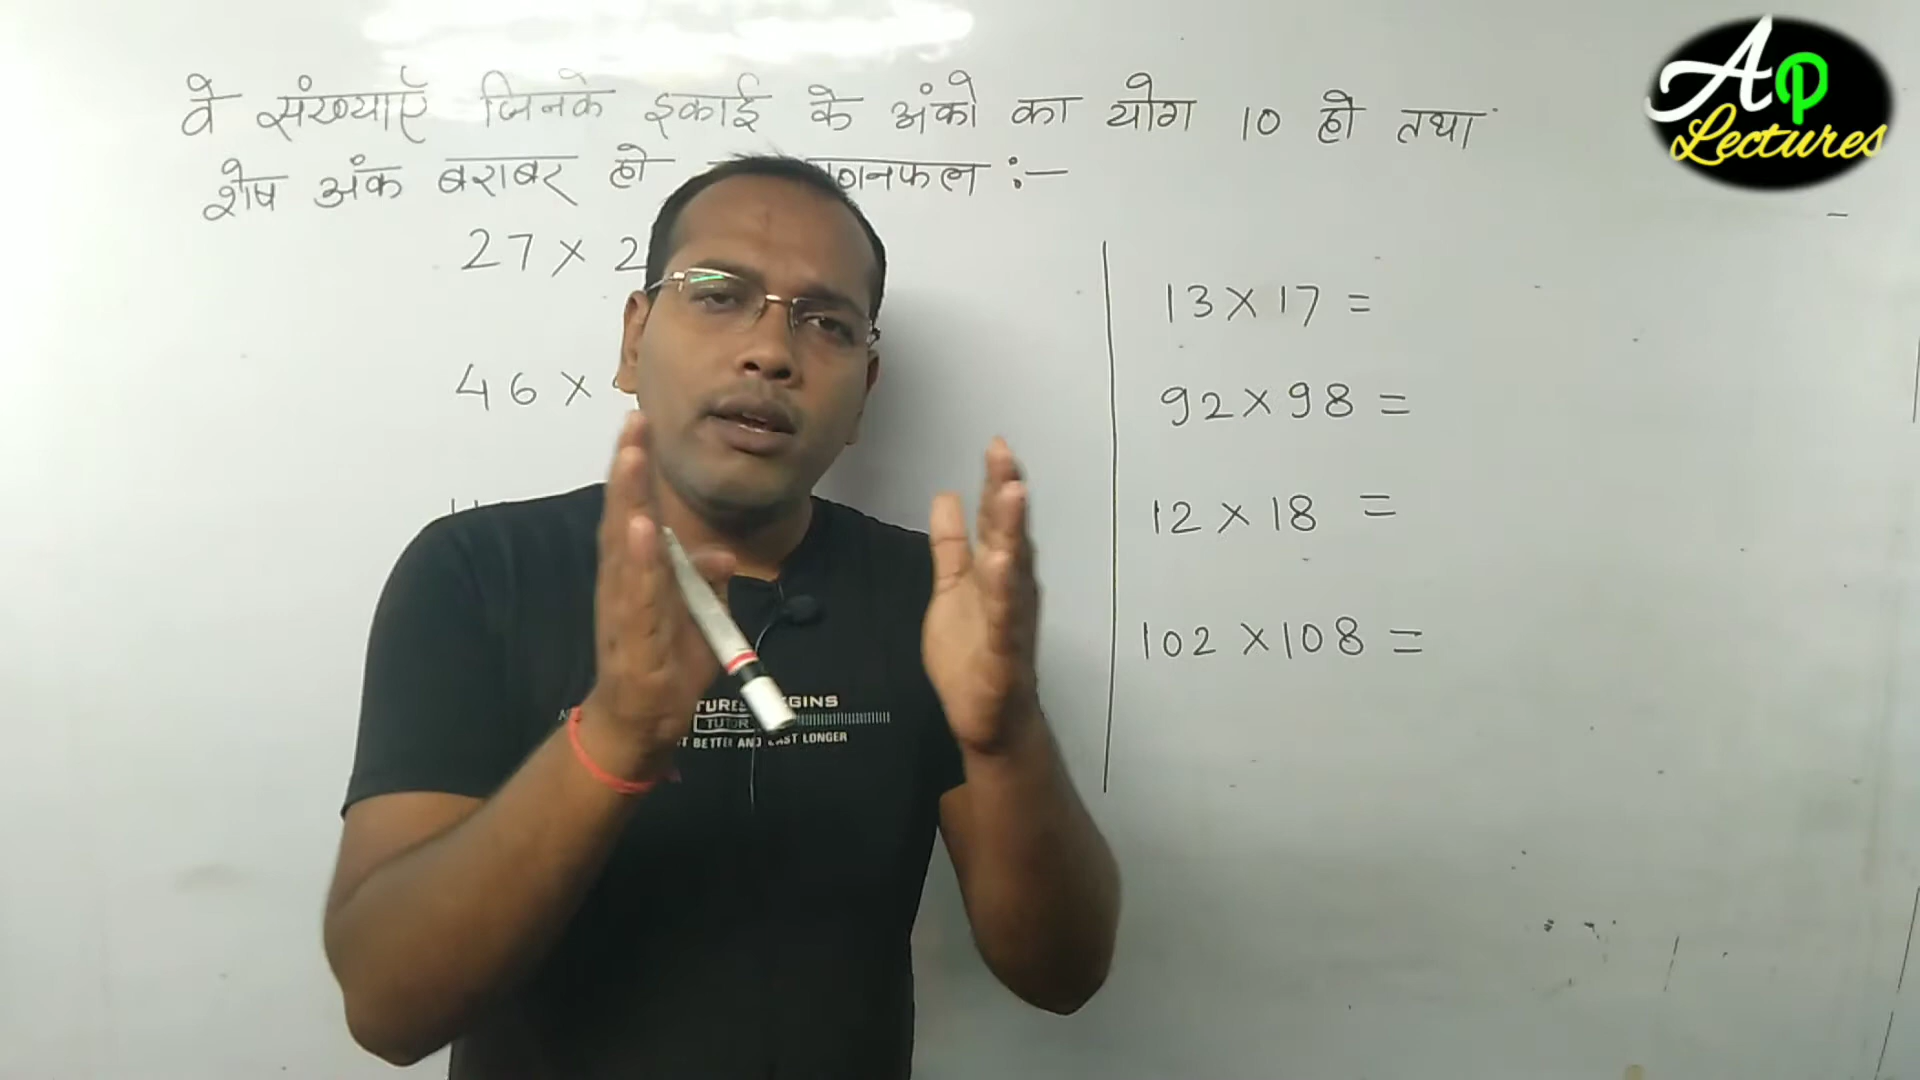 वे संख्याएँ जिनके इकाई के अंको का योग 10 हो तथा
शेष अंक बराबर हो
27 × 2
46 ×
13 × 17 =
92 × 98 =
12 × 18 =
102 × 108 =
AP
Lectures
GINS
TUTOR
BETTER AND LAST LONGER